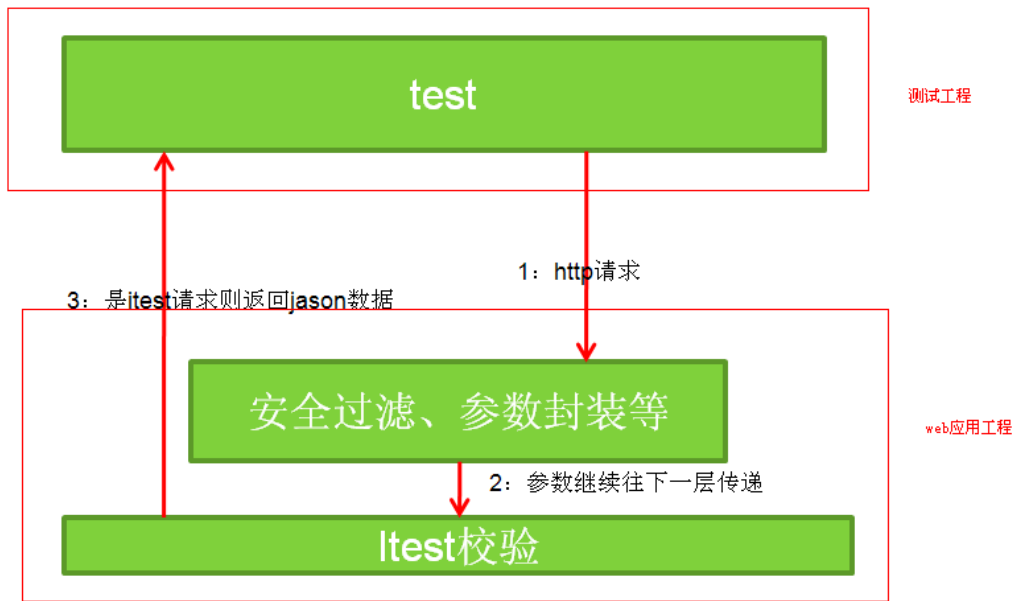 test
测试工程
1：http请求
3：是itest请求则返回jason数据
安全过滤、参数封装等
web应用工程
2：参数继续往下一层传递
Itest校验